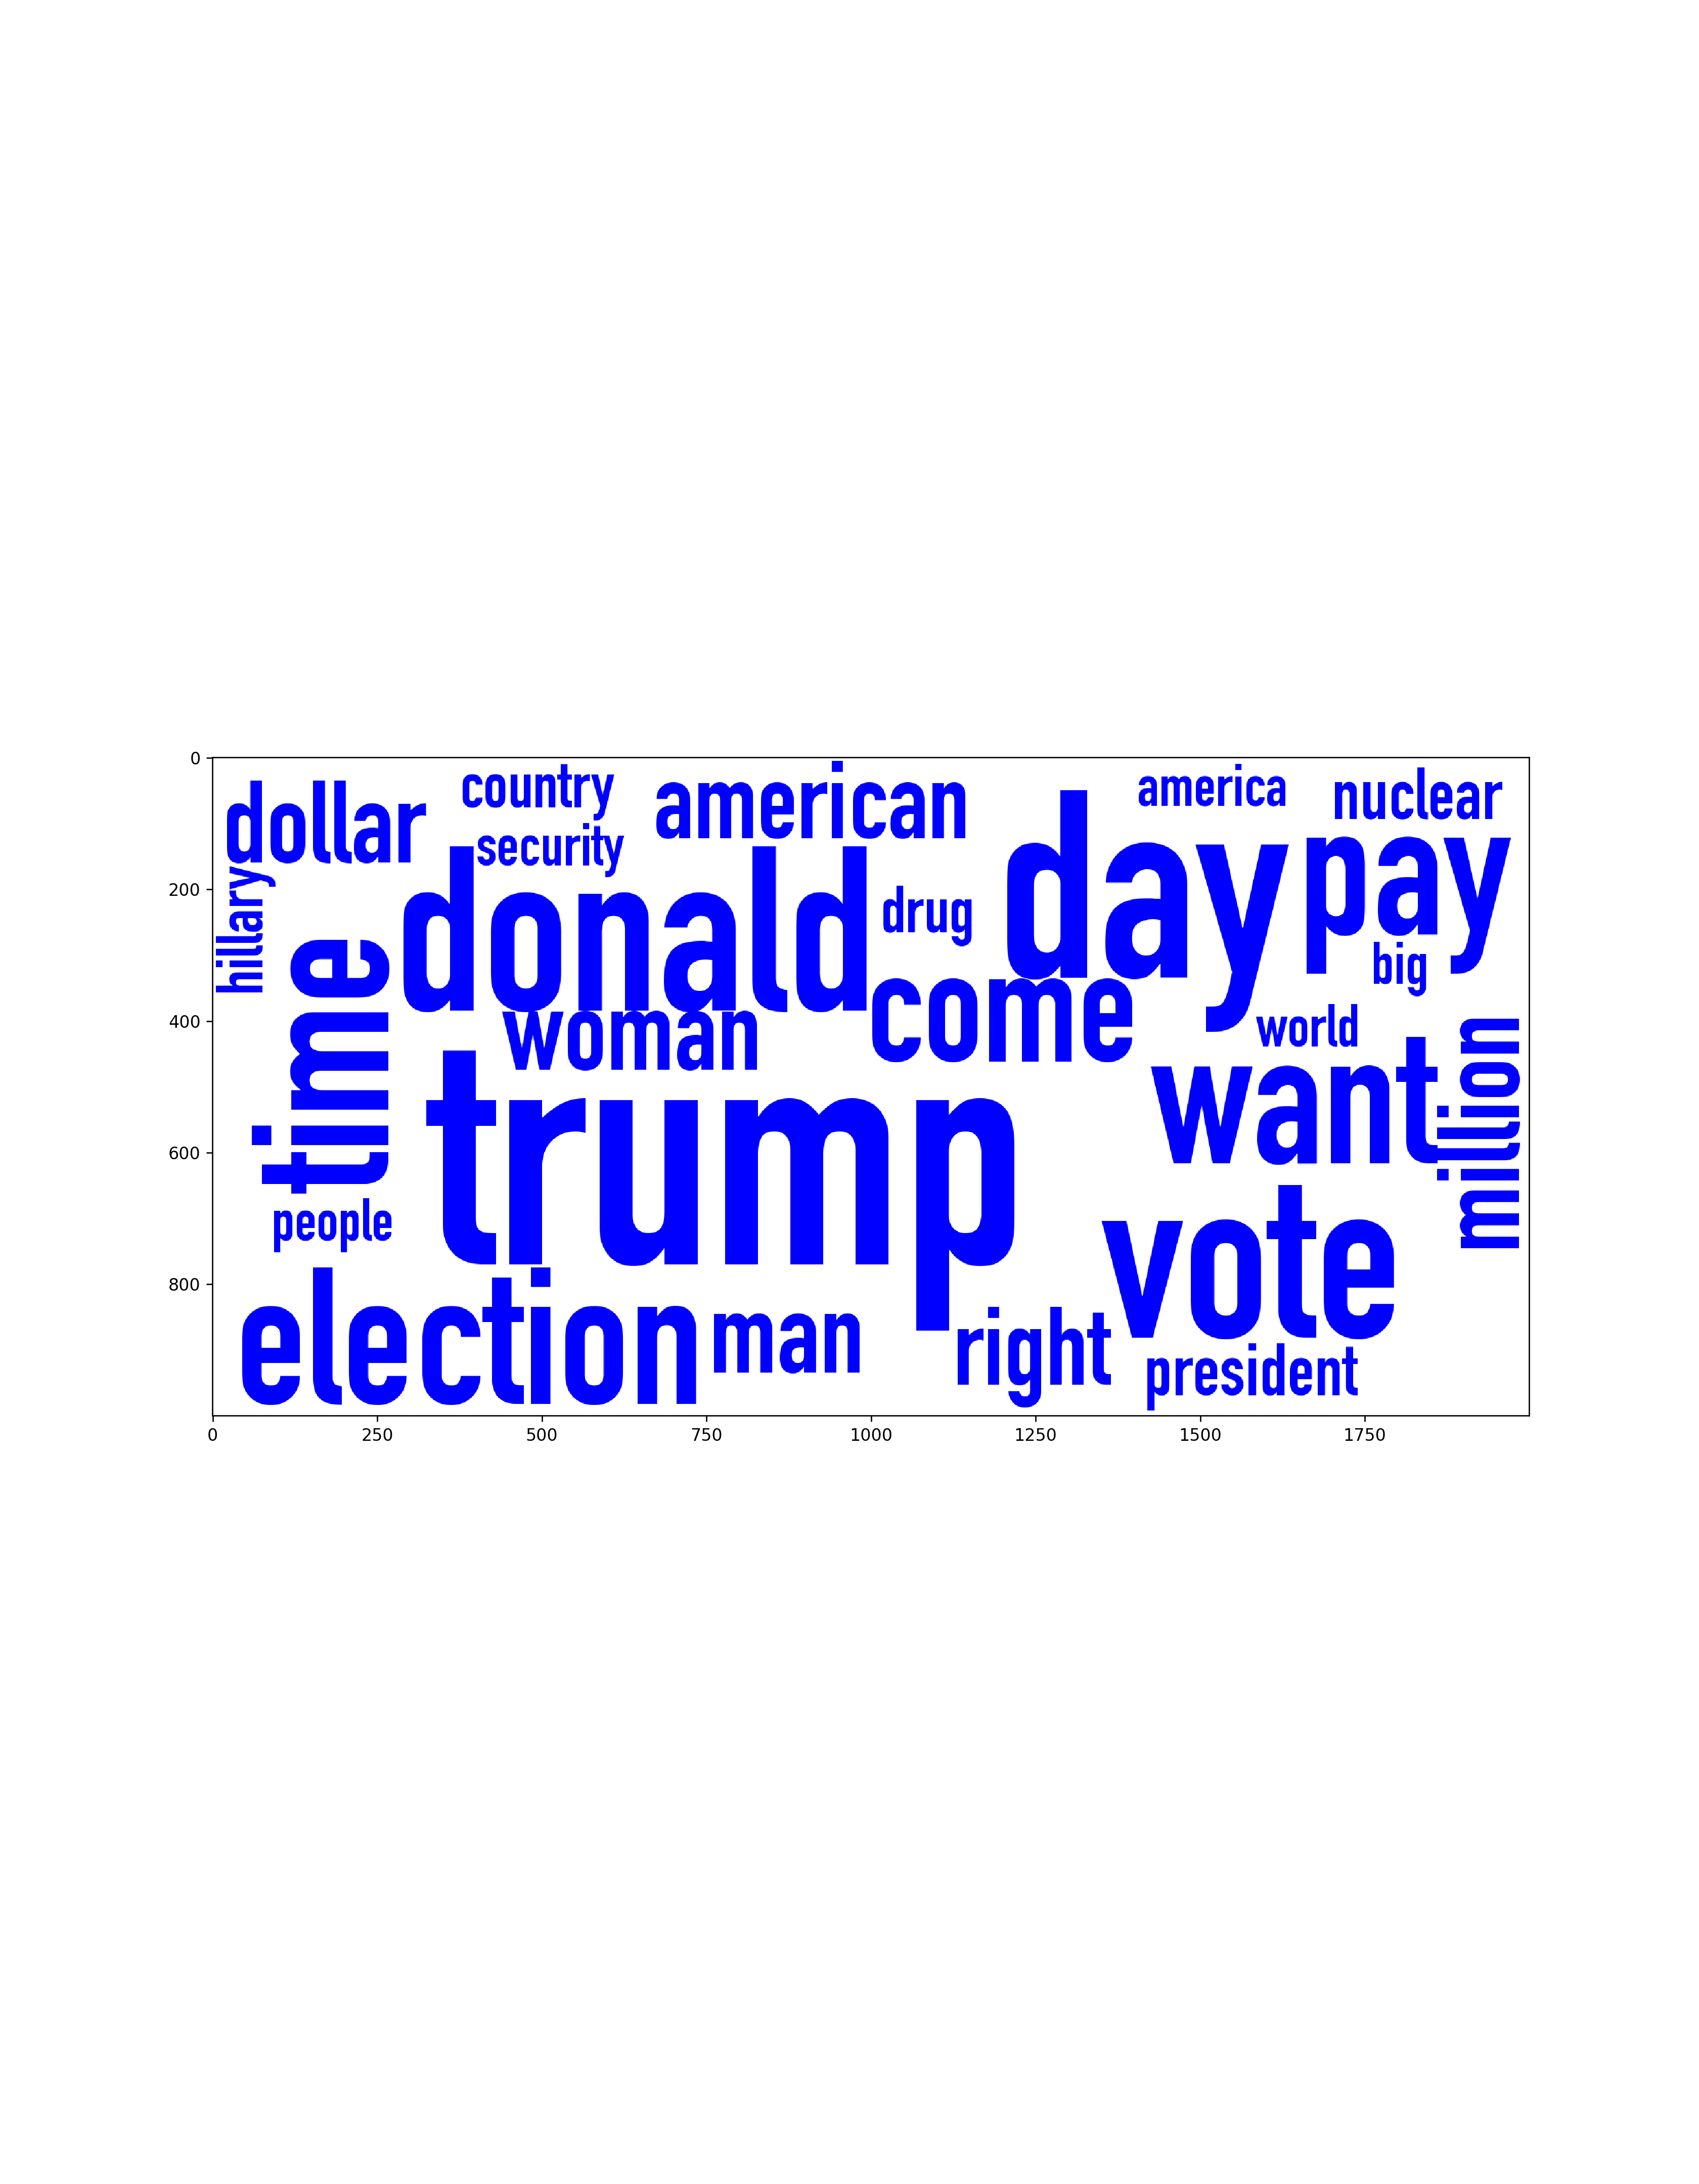 0
country
american
america
nuclear
dollar
security
day
pay
200
hillary
donald
drug
big
time
come
400
woman
world
million
trump
want
600
people
vote
800
election
man
right
president
0 250 500 750 1000 1250 1500 1750